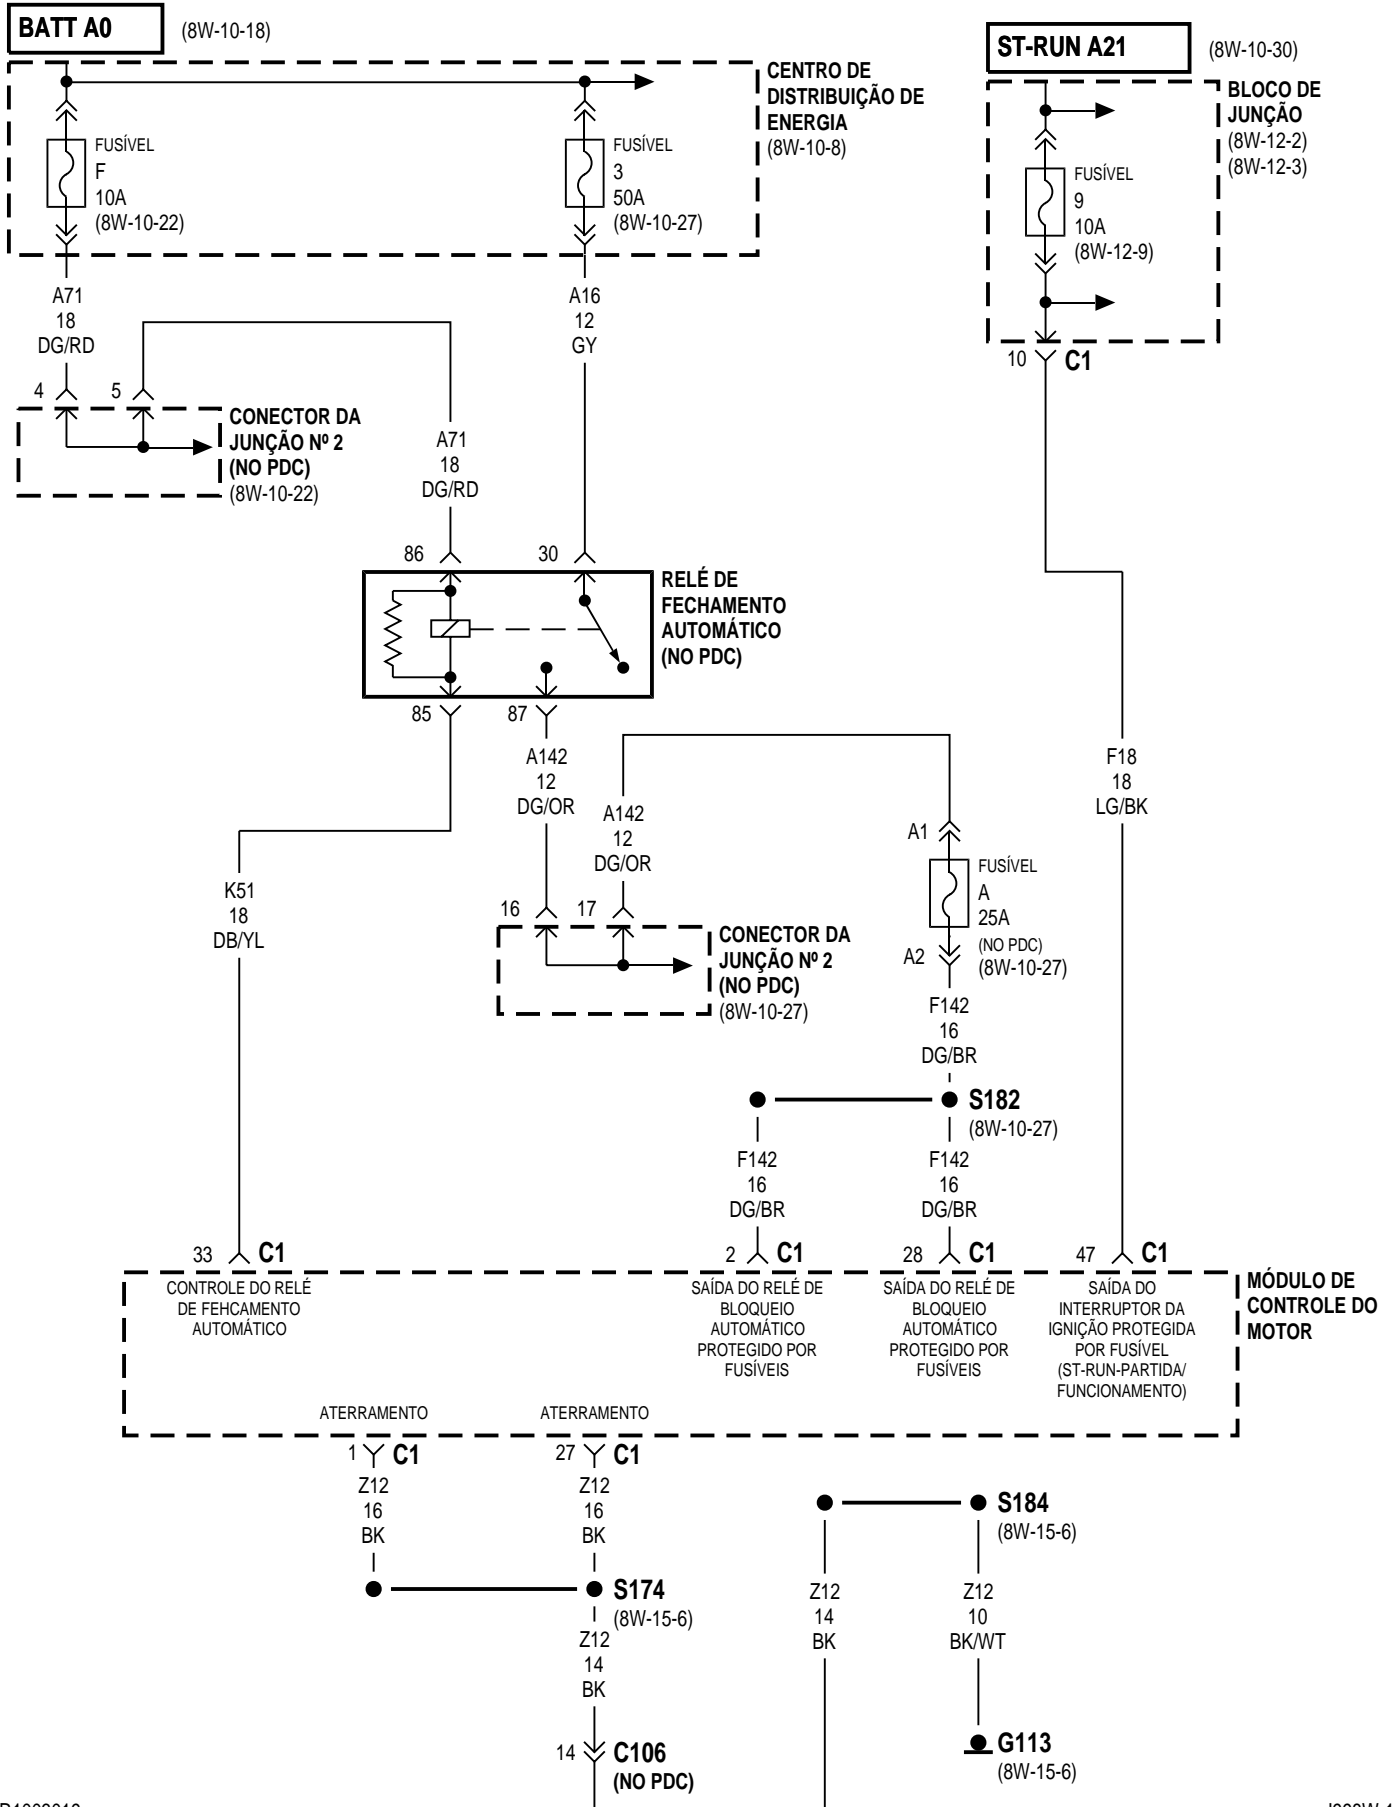 BATT A0
(8W-10-18)
ST-RUN A21
(8W-10-30)
CENTRO DE
DISTRIBUIÇÃO DE
ENERGIA
(8W-10-8)
BLOCO DE
JUNÇÃO
(8W-12-2)
(8W-12-3)
FUSÍVEL
F
10A
(8W-10-22)
FUSÍVEL
3
50A
(8W-10-27)
FUSÍVEL
9
10A
(8W-12-9)
A71
18
DG/RD
A16
12
GY
10
C1
4
5
CONECTOR DA
JUNÇÃO Nº 2
(NO PDC)
(8W-10-22)
A71
18
DG/RD
86
30
RELÉ DE
FECHAMENTO
AUTOMÁTICO
(NO PDC)
85
87
A142
12
DG/OR
A142
12
DG/OR
F18
18
LG/BK
A1
FUSÍVEL
A
25A
(NO PDC)
(8W-10-27)
A2
K51
18
DB/YL
16
17
CONECTOR DA
JUNÇÃO Nº 2
(NO PDC)
(8W-10-27)
F142
16
DG/BR
S182
(8W-10-27)
F142
16
DG/BR
F142
16
DG/BR
33
C1
2
C1
28
C1
47
C1
CONTROLE DO RELÉ
DE FEHCAMENTO
AUTOMÁTICO
SAÍDA DO RELÉ DE
BLOQUEIO
AUTOMÁTICO
PROTEGIDO POR
FUSÍVEIS
SAÍDA DO RELÉ DE
BLOQUEIO
AUTOMÁTICO
PROTEGIDO POR
FUSÍVEIS
SAÍDA DO
INTERRUPTOR DA
IGNIÇÃO PROTEGIDA
POR FUSÍVEL
(ST-RUN-PARTIDA/
FUNCIONAMENTO)
MÓDULO DE
CONTROLE DO
MOTOR
ATERRAMENTO
ATERRAMENTO
1
C1
27
C1
Z12
16
BK
Z12
16
BK
S184
(8W-15-6)
S174
(8W-15-6)
Z12
14
BK
Z12
10
BK/WT
Z12
14
BK
14
C106
(NO PDC)
G113
(8W-15-6)